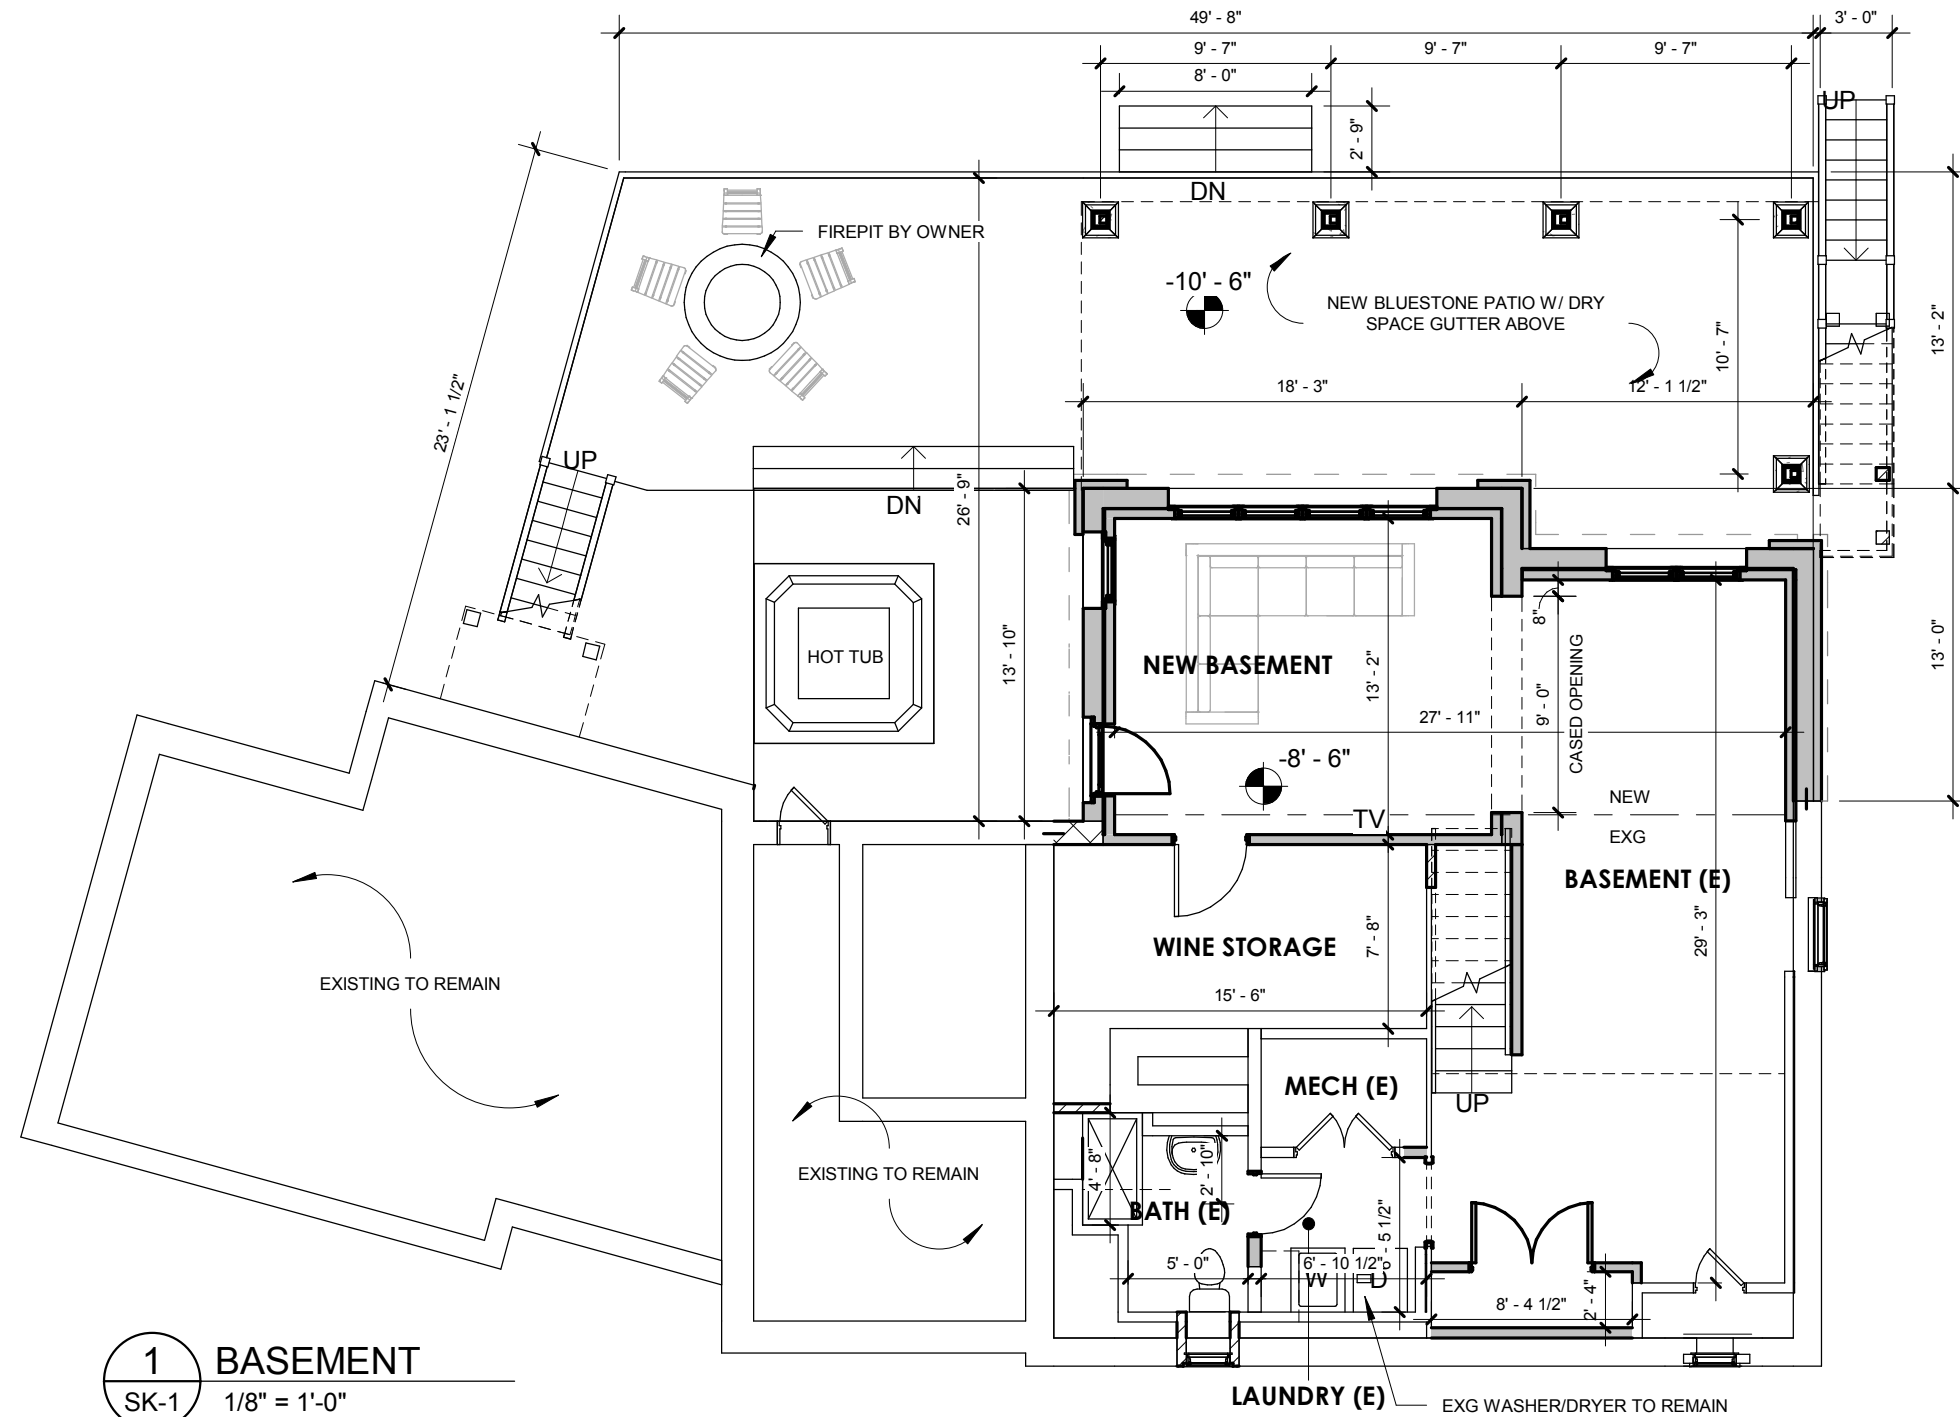 49' - 8"
3' - 0"
9' - 7"
9' - 7"
9' - 7"
8' - 0"
UP
2' - 9"
DN
FIREPIT BY OWNER
-10' - 6"
NEW BLUESTONE PATIO W/ DRY
SPACE GUTTER ABOVE
13' - 2"
10' - 7"
18' - 3"
12' - 1 1/2"
23' - 1 1/2"
UP
26' - 9"
DN
13' - 10"
HOT TUB
NEW BASEMENT
13' - 2"
8"
9' - 0"
CASED OPENING
13' - 0"
27' - 11"
-8' - 6"
NEW
TV
EXG
BASEMENT (E)
WINE STORAGE
7' - 8"
29' - 3"
EXISTING TO REMAIN
15' - 6"
MECH (E)
UP
EXISTING TO REMAIN
4' - 8"
2' - 10"
BATH (E)
6' - 5 1/2"
5' - 0"
6' - 10 1/2"
W
D
8' - 4 1/2"
2' - 4"
1
BASEMENT
SK-1
1/8" = 1'-0"
LAUNDRY (E)
EXG WASHER/DRYER TO REMAIN